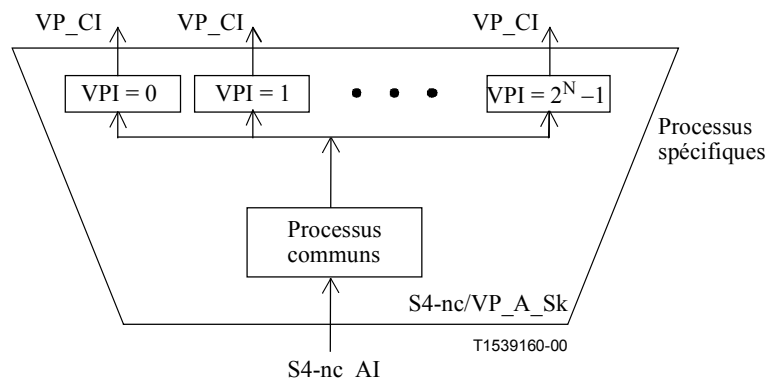 VP_CI VP_CI VP_CI
VPI = 0 VPI = 1 • • • VPI = 2^N –1
Processus
spécifiques
Processus
communs
S4-nc/VP_A_Sk
T1539160-00
S4-nc_AI